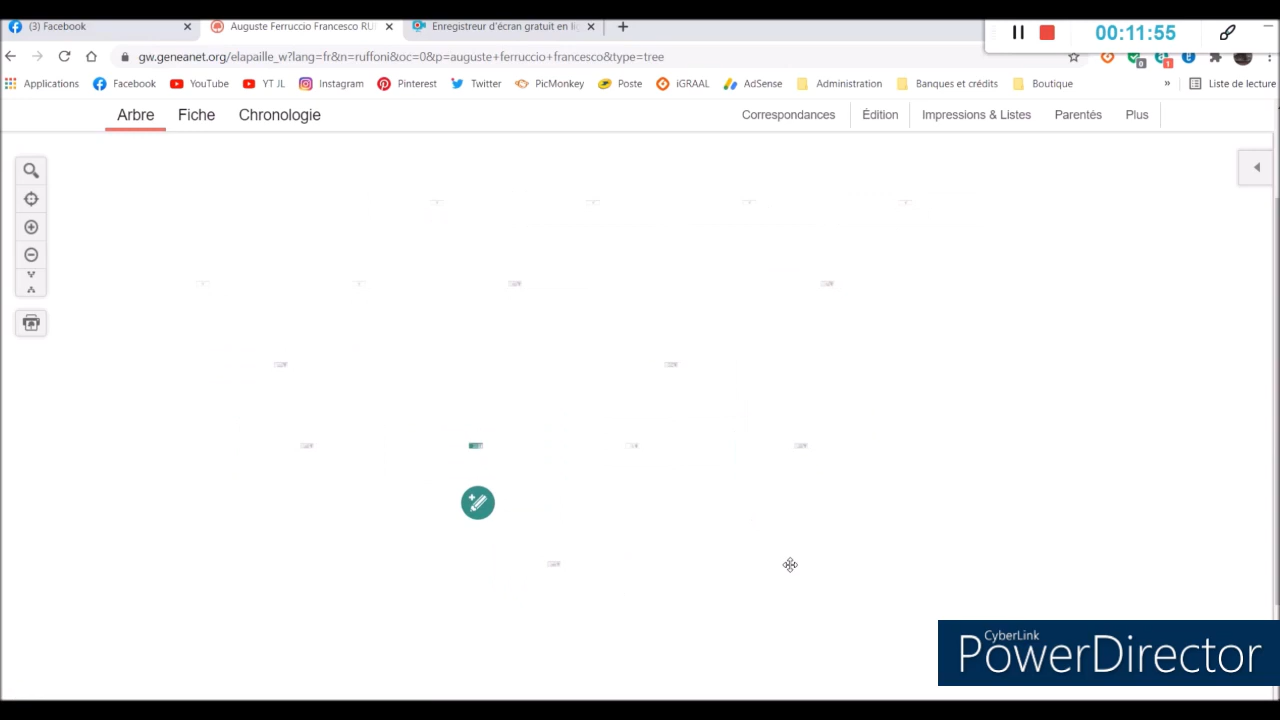 (3) Facebook
Auguste Ferruccio Francesco RU
Enregistreur d'écran gratuit en li
00:11:55
gw.geneanet.org/elapaille_w?lang=fr&n=ruffoni&oc=0&p=auguste+ferruccio+francesco&type=tree
0
1
Applications Facebook YouTube YT JL Instagram Pinterest Twitter PicMonkey Poste iGRAAL AdSense Administration Banques et crédits Boutique » Liste de lecture
Arbre Fiche Chronologie Correspondances Édition Impressions & Listes Parentés Plus
CyberLink
PowerDirector